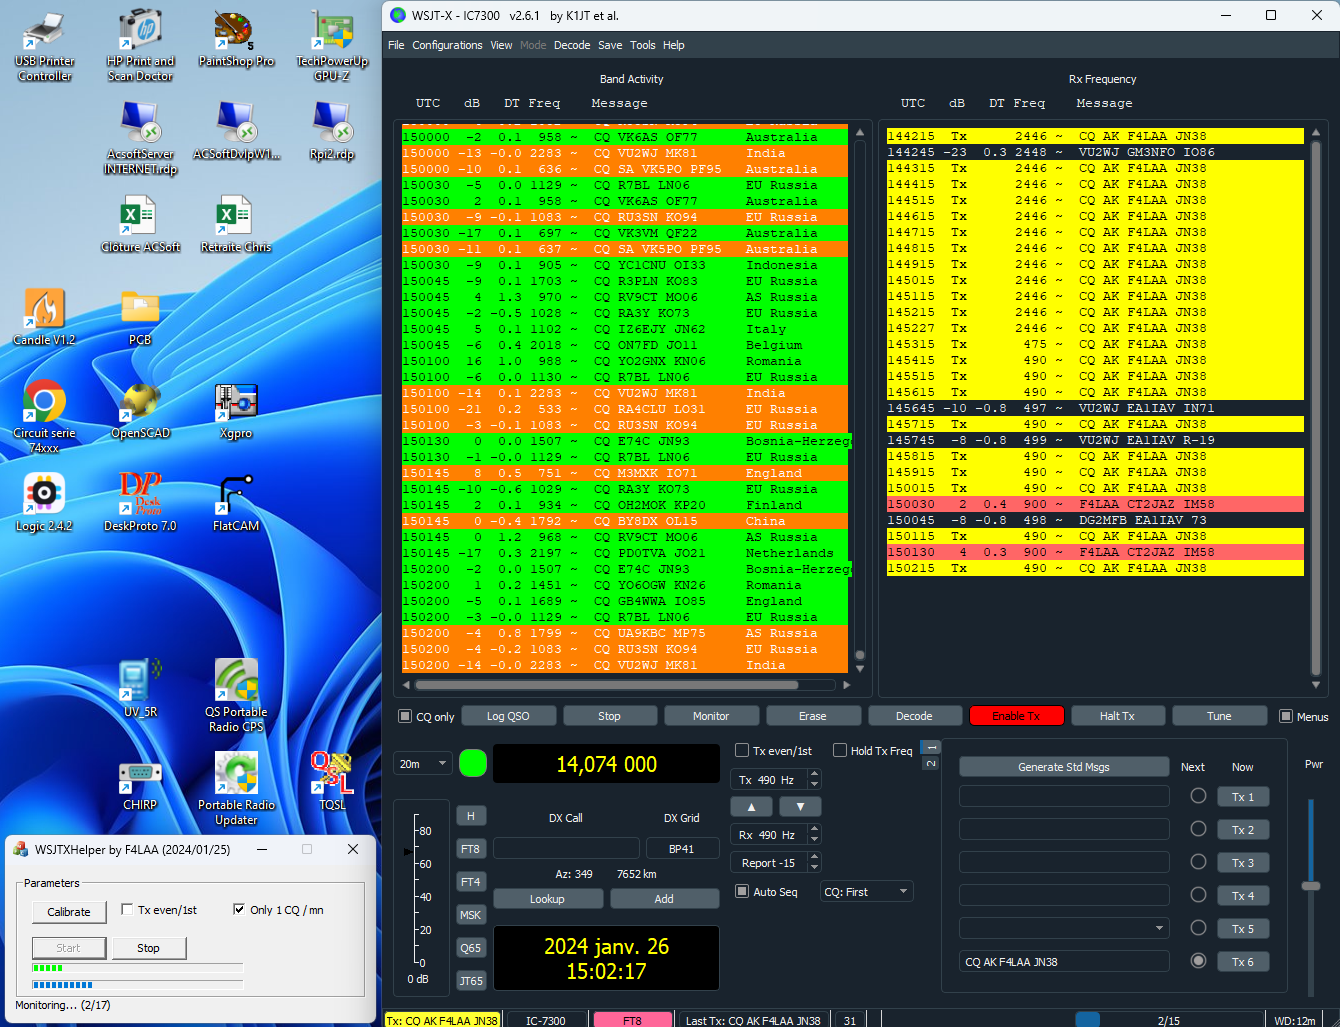 USB Printer
Controller
HP Print and
Scan Doctor
PaintShop Pro
TechPowerUp
GPU-Z
AcsoftServer
INTERNET.rdp
ACSoftDvlpW1...
Rpi2.rdp
Clôture ACSoft
Retraite Chris
Candle V1.2
PCB
Circuit serie
74xxx
OpenSCAD
Xgpro
Logic 2.4.2
DeskProto 7.0
FlatCAM
UV_5R
QS Portable
Radio CPS
CHIRP
Portable Radio
Updater
TQSL
WSJTXHelper by F4LAA (2024/01/25)
Parameters
Calibrate
Tx even/1st
Only 1 CQ / mn
Start
Stop
Monitoring... (2/17)
WSJT-X - IC7300 v2.6.1 by K1JT et al.
File Configurations View Mode Decode Save Tools Help
Band Activity
UTC dB DT Freq Message
150000 -2 0.1 958 ~ CQ VK6AS OF77 Australia
150000 -13 -0.0 2283 ~ CQ VU2WJ MK81 India
150000 -10 0.1 636 ~ CQ SA VK5PO PF95 Australia
150030 -5 0.0 1129 ~ CQ R7BL LN06 EU Russia
150030 2 0.1 958 ~ CQ VK6AS OF77 Australia
150030 -9 -0.1 1083 ~ CQ RU3SN KO94 EU Russia
150030 -17 0.1 697 ~ CQ VK3VM QF22 Australia
150030 -11 0.1 637 ~ CQ SA VK5PO PF95 Australia
150030 -9 0.1 905 ~ CQ YC1CNU OI33 Indonesia
150045 -9 0.1 1703 ~ CQ R3PLN KO83 EU Russia
150045 4 1.3 970 ~ CQ RV9CT MO06 AS Russia
150045 -2 -0.5 1028 ~ CQ RA3Y KO73 EU Russia
150045 5 0.1 1102 ~ CQ IZ6EJY JN62 Italy
150045 -6 0.4 2018 ~ CQ ON7FD JO11 Belgium
150100 16 1.0 988 ~ CQ YO2GNX KN06 Romania
150100 -6 0.0 1130 ~ CQ R7BL LN06 EU Russia
150100 -14 0.1 2283 ~ CQ VU2WJ MK81 India
150100 -21 0.2 533 ~ CQ RA4CLU LO31 EU Russia
150100 -3 -0.1 1083 ~ CQ RU3SN KO94 EU Russia
150130 0 0.0 1507 ~ CQ E74C JN93 Bosnia-Herzeg
150130 -1 -0.0 1129 ~ CQ R7BL LN06 EU Russia
150145 8 0.5 751 ~ CQ M3MXK IO71 England
150145 -10 -0.6 1029 ~ CQ RA3Y KO73 EU Russia
150145 2 0.1 934 ~ CQ OH2MOK KP20 Finland
150145 0 -0.4 1792 ~ CQ BY8DX OL15 China
150145 0 1.2 968 ~ CQ RV9CT MO06 AS Russia
150145 -17 0.3 2197 ~ CQ PD0TVA JO21 Netherlands
150200 -2 0.0 1507 ~ CQ E74C JN93 Bosnia-Herzeg
150200 1 0.2 1451 ~ CQ YO6OGW KN26 Romania
150200 -5 0.1 1689 ~ CQ GB4WWA IO85 England
150200 -3 -0.0 1129 ~ CQ R7BL LN06 EU Russia
150200 -4 0.8 1799 ~ CQ UA9KBC MP75 AS Russia
150200 -4 -0.2 1083 ~ CQ RU3SN KO94 EU Russia
150200 -14 -0.0 2283 ~ CQ VU2WJ MK81 India
Rx Frequency
UTC dB DT Freq Message
144215 Tx 2446 ~ CQ AK F4LAA JN38
144245 -23 0.3 2448 ~ VU2WJ GM3NFO IO86
144315 Tx 2446 ~ CQ AK F4LAA JN38
144415 Tx 2446 ~ CQ AK F4LAA JN38
144515 Tx 2446 ~ CQ AK F4LAA JN38
144615 Tx 2446 ~ CQ AK F4LAA JN38
144715 Tx 2446 ~ CQ AK F4LAA JN38
144815 Tx 2446 ~ CQ AK F4LAA JN38
144915 Tx 2446 ~ CQ AK F4LAA JN38
145015 Tx 2446 ~ CQ AK F4LAA JN38
145115 Tx 2446 ~ CQ AK F4LAA JN38
145215 Tx 2446 ~ CQ AK F4LAA JN38
145227 Tx 2446 ~ CQ AK F4LAA JN38
145315 Tx 475 ~ CQ AK F4LAA JN38
145415 Tx 490 ~ CQ AK F4LAA JN38
145515 Tx 490 ~ CQ AK F4LAA JN38
145615 Tx 490 ~ CQ AK F4LAA JN38
145645 -10 -0.8 497 ~ VU2WJ EA1IAV IN71
145715 Tx 490 ~ CQ AK F4LAA JN38
145745 -8 -0.8 499 ~ VU2WJ EA1IAV R-19
145815 Tx 490 ~ CQ AK F4LAA JN38
145915 Tx 490 ~ CQ AK F4LAA JN38
150015 Tx 490 ~ CQ AK F4LAA JN38
150030 2 0.4 900 ~ F4LAA CT2JAZ IM58
150045 -8 -0.8 498 ~ DG2MFB EA1IAV 73
150115 Tx 490 ~ CQ AK F4LAA JN38
150130 4 0.3 900 ~ F4LAA CT2JAZ IM58
150215 Tx 490 ~ CQ AK F4LAA JN38
CQ only
Log QSO
Stop
Monitor
Erase
Decode
Enable Tx
Halt Tx
Tune
Menus
20m
14,074 000
Tx even/1st
Hold Tx Freq
1
2
Tx 490 Hz
Rx 490 Hz
Report -15
Auto Seq
CQ: First
-80
-60
-40
-20
-0
0 dB
H
FT8
FT4
MSK
Q65
JT65
DX Call
DX Grid
BP41
Az: 349 7652 km
Lookup
Add
2024 janv. 26
15:02:17
Generate Std Msgs
Next
Now
Pwr
Tx 1
Tx 2
Tx 3
Tx 4
Tx 5
CQ AK F4LAA JN38
Tx 6
Tx: CQ AK F4LAA JN38
IC-7300
FT8
Last Tx: CQ AK F4LAA JN38
31
2/15
WD:12m